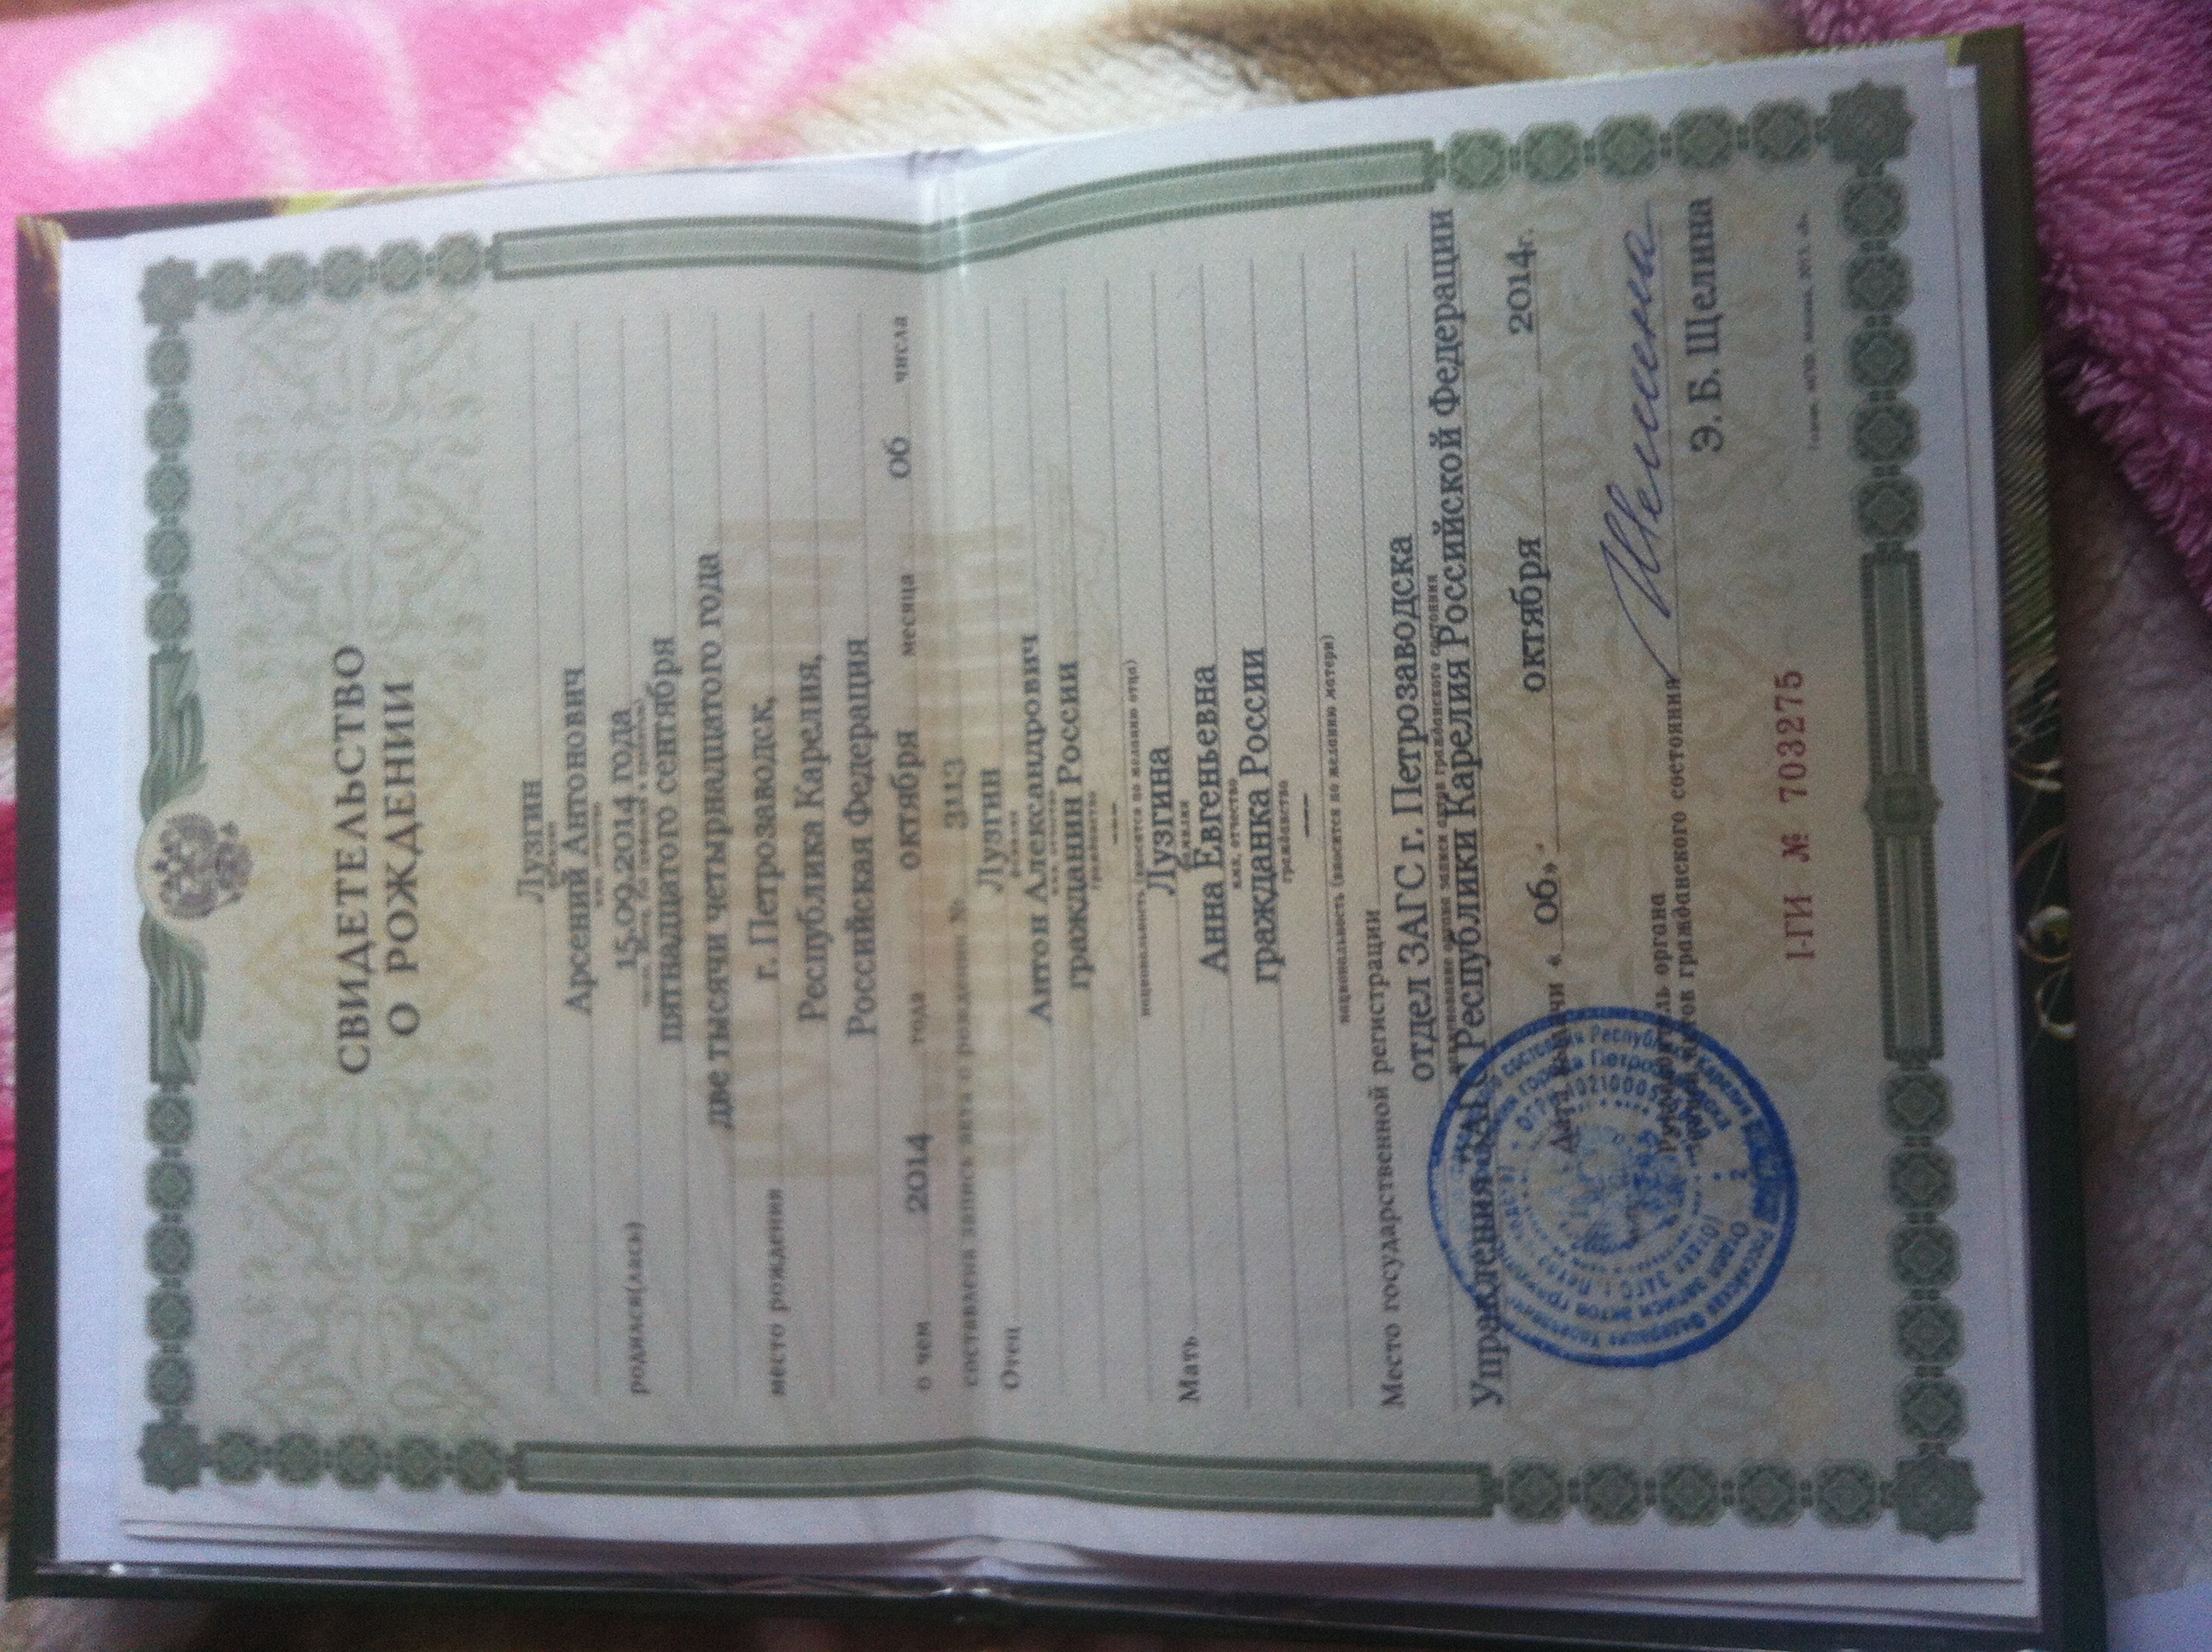 СВИДЕТЕЛЬСТВО
О РОЖДЕНИИ
Лузгин
фамилия
Арсений Антонович
имя, отчество
родился(лась) 15.09.2014 года
число, месяц, год (цифрами и прописью)
пятнадцатого сентября
две тысячи четырнадцатого года
место рождения г. Петрозаводск,
Республика Карелия,
Российская Федерация
о чем 2014 года октября месяца 06 числа
составлена запись акта о рождении № 3113
Отец Лузгин
фамилия
Антон Александрович
имя, отчество
гражданин России
гражданство
национальность (вносится по желанию отца)
Мать Лузгина
фамилия
Анна Евгеньевна
имя, отчество
гражданка России
гражданство
национальность (вносится по желанию матери)
Место государственной регистрации
отдел ЗАГС г. Петрозаводска
наименование органа записи актов гражданского состояния
Управления ЗАГС Республики Карелия Российской Федерации
Дата выдачи « 06 » октября 2014 г.
Руководитель органа
записи актов гражданского состояния
Э. Б. Щелина
I-ГИ № 703275